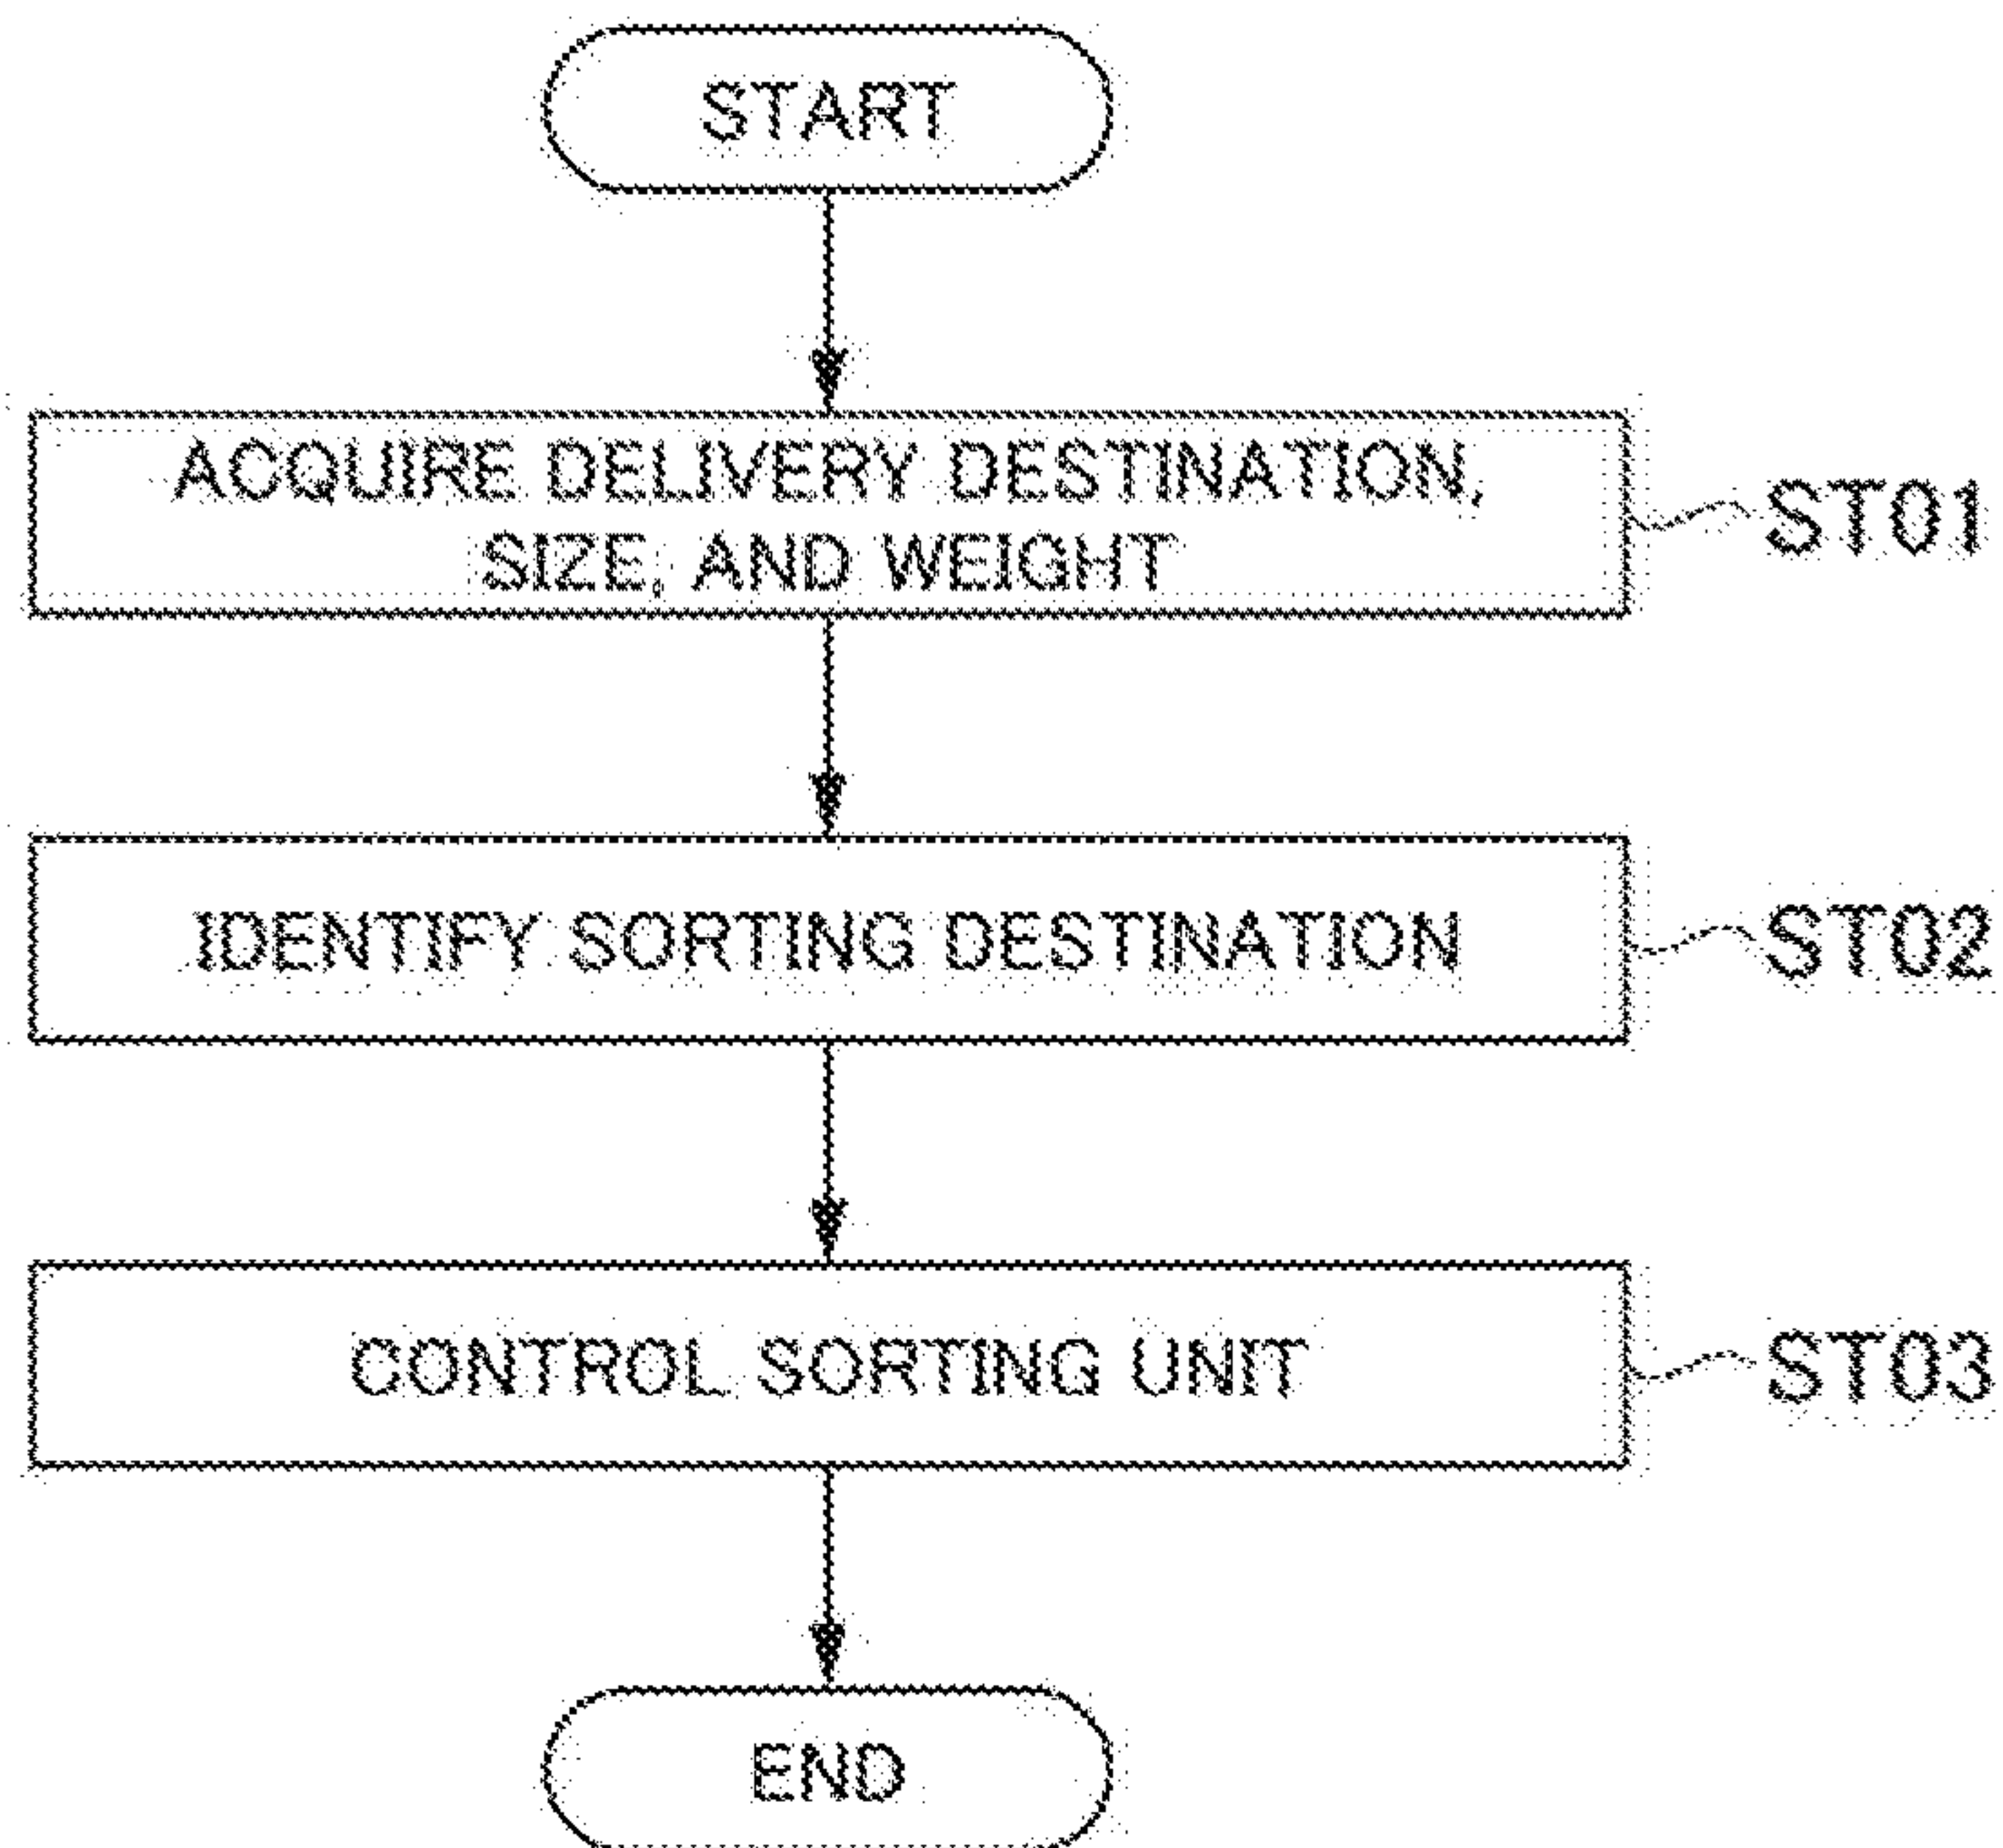 START
ACQUIRE DELIVERY DESTINATION,
SIZE, AND WEIGHT
ST01
IDENTIFY SORTING DESTINATION
ST02
CONTROL SORTING UNIT
ST03
END